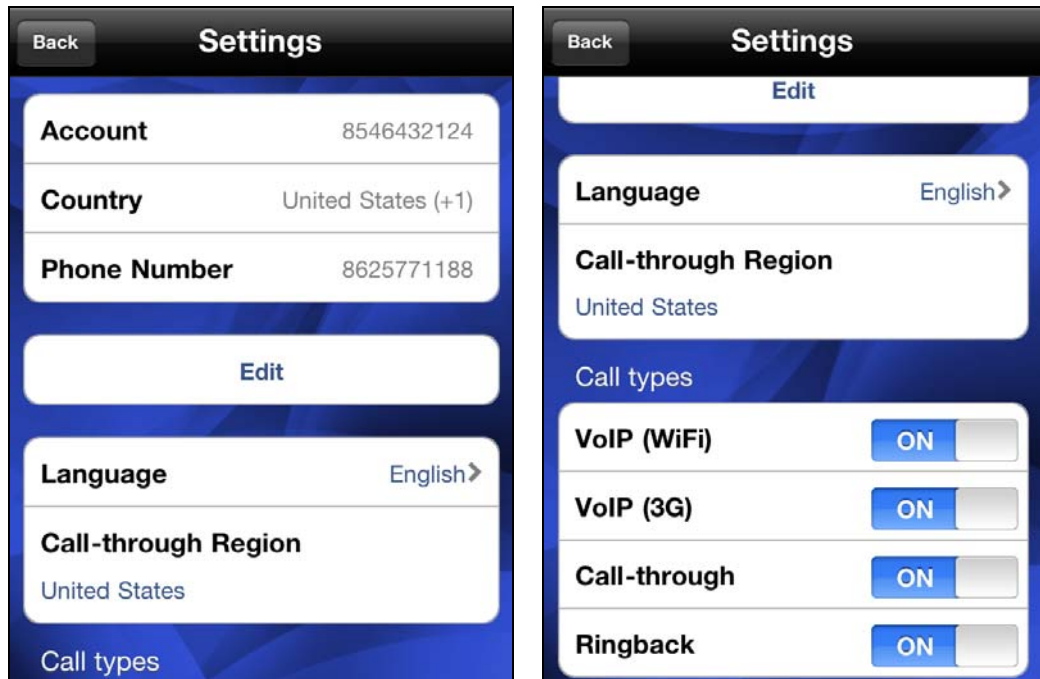 Back Settings
Account 8546432124
Country United States (+1)
Phone Number 8625771188
Edit
Language English
Call-through Region
United States
Call types
Back Settings
Edit
Language English
Call-through Region
United States
Call types
VoIP (WiFi) ON
VoIP (3G) ON
Call-through ON
Ringback ON